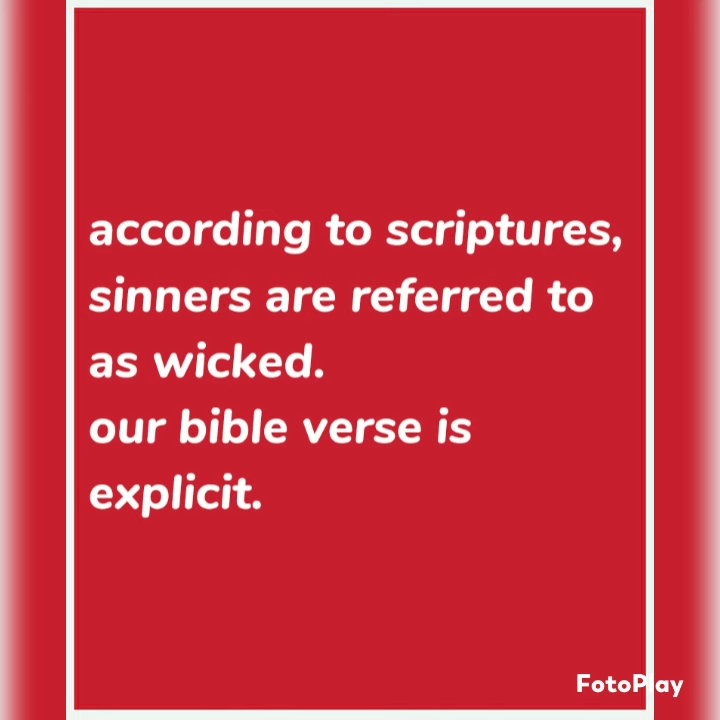 according to scriptures,
sinners are referred to
as wicked.
our bible verse is
explicit.
FotoPlay